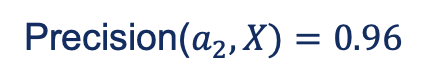 Precision(a₂, X) = 0.96